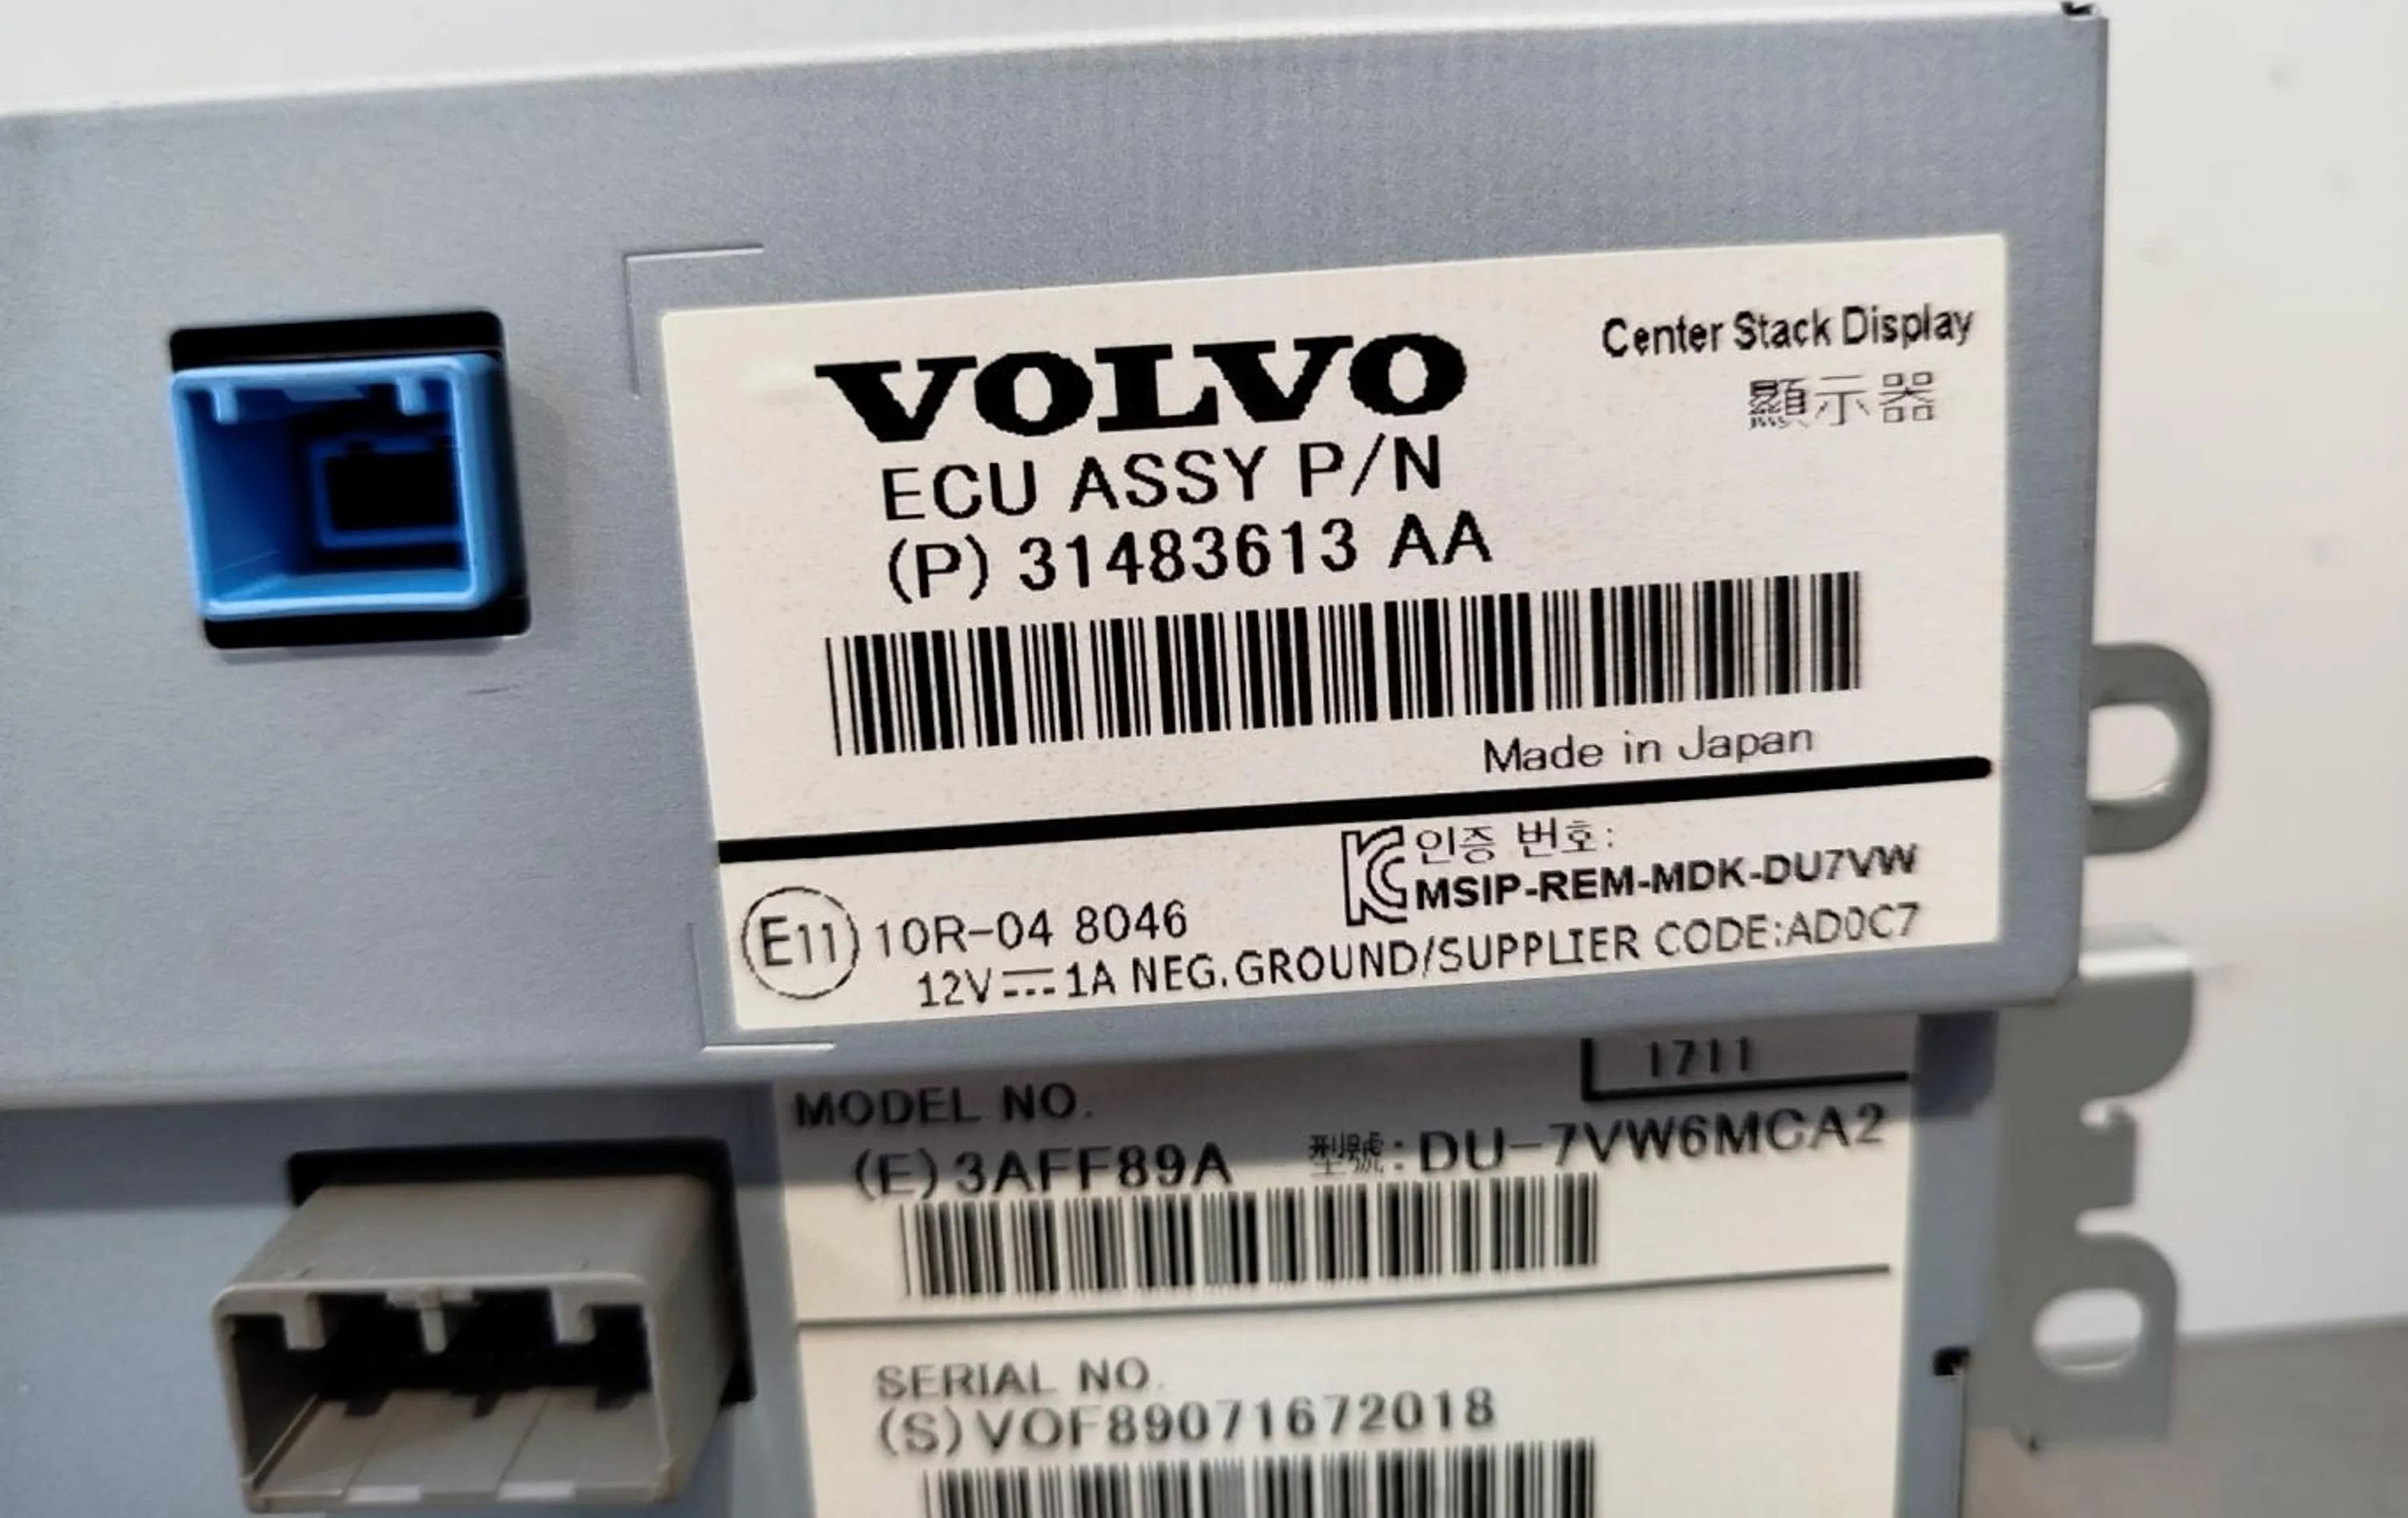 VOLVO
Center Stack Display
顯示器
ECU ASSY P/N
(P) 31483613 AA
Made in Japan
인증 번호:
MSIP-REM-MDK-DU7VW
E11 10R-04 8046
12V 1A NEG.GROUND/SUPPLIER CODE:AD0C7
1711
MODEL NO.
(E) 3AFF89A 型號: DU-7VW6MCA2
SERIAL NO.
(S) VOF89071672018